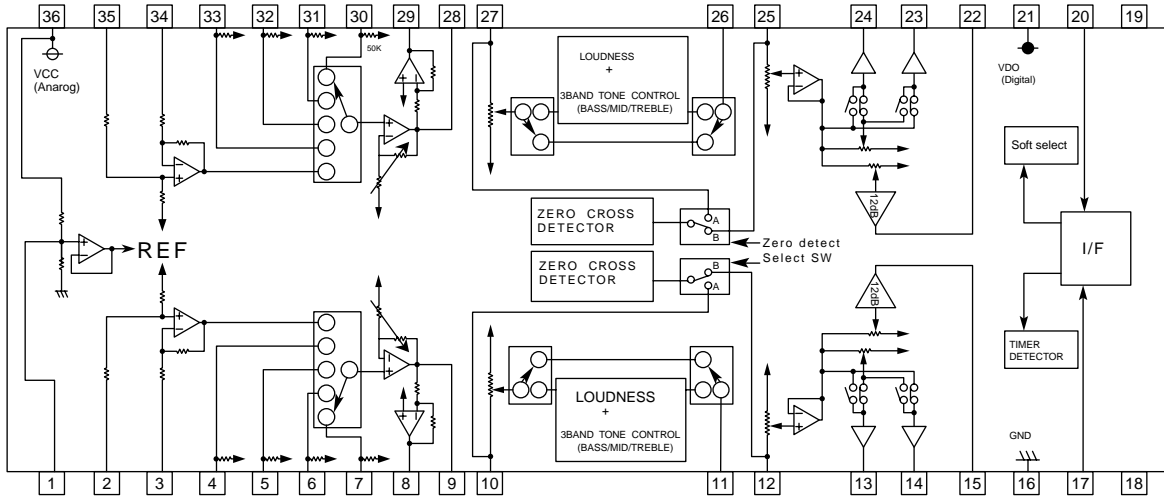 36 35 34 33 32 31 30 29 28 27 26 25 24 23 22 21 20 19
50K
VCC
(Anarog)
LOUDNESS
+
3BAND TONE CONTROL
(BASS/MID/TREBLE)
VDO
(Digital)
Soft select
12dB
ZERO CROSS
DETECTOR
A
B
Zero detect
Select SW
REF
I/F
ZERO CROSS
DETECTOR
B
A
12dB
TIMER
DETECTOR
LOUDNESS
+
3BAND TONE CONTROL
(BASS/MID/TREBLE)
GND
1 2 3 4 5 6 7 8 9 10 11 12 13 14 15 16 17 18